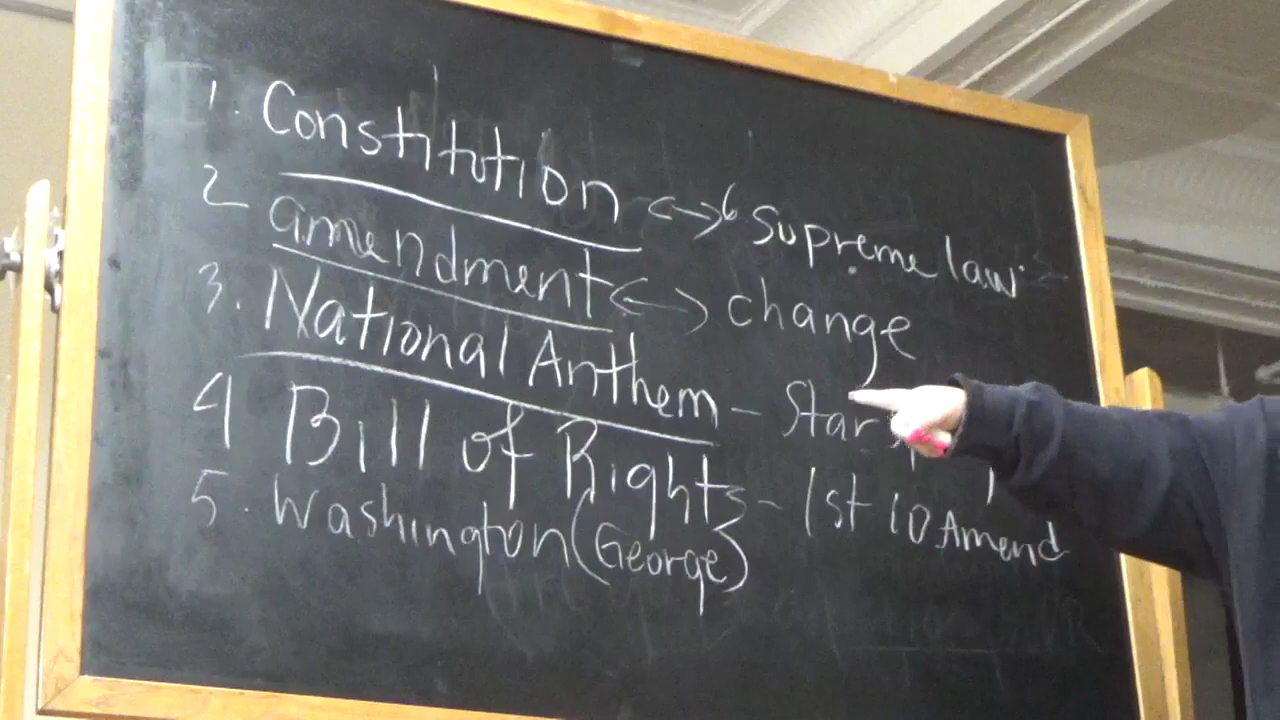 1. Constitution <-> Supreme law
2 amendment <-> change
3. National Anthem - Star
4 Bill of Rights - 1st 10 Amend
5. Washington (George)